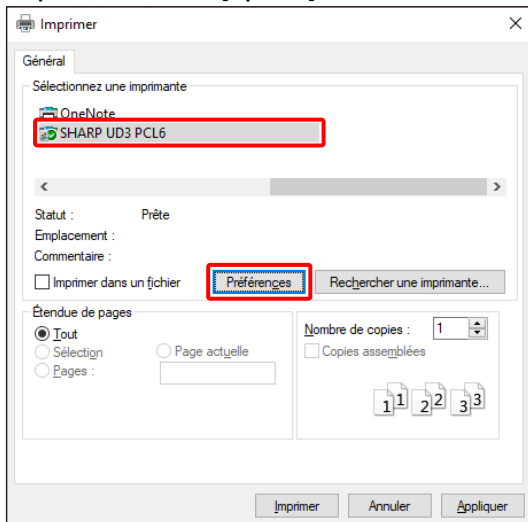 Imprimer
Général
Sélectionnez une imprimante
OneNote
SHARP UD3 PCL6
Statut : Prête
Emplacement :
Commentaire :
Imprimer dans un fichier Préférences Rechercher une imprimante...
Étendue de pages
Tout
Sélection Page actuelle
Pages :
Nombre de copies : 1
Copies assemblées
1 1 2 2 3 3
Imprimer Annuler Appliquer